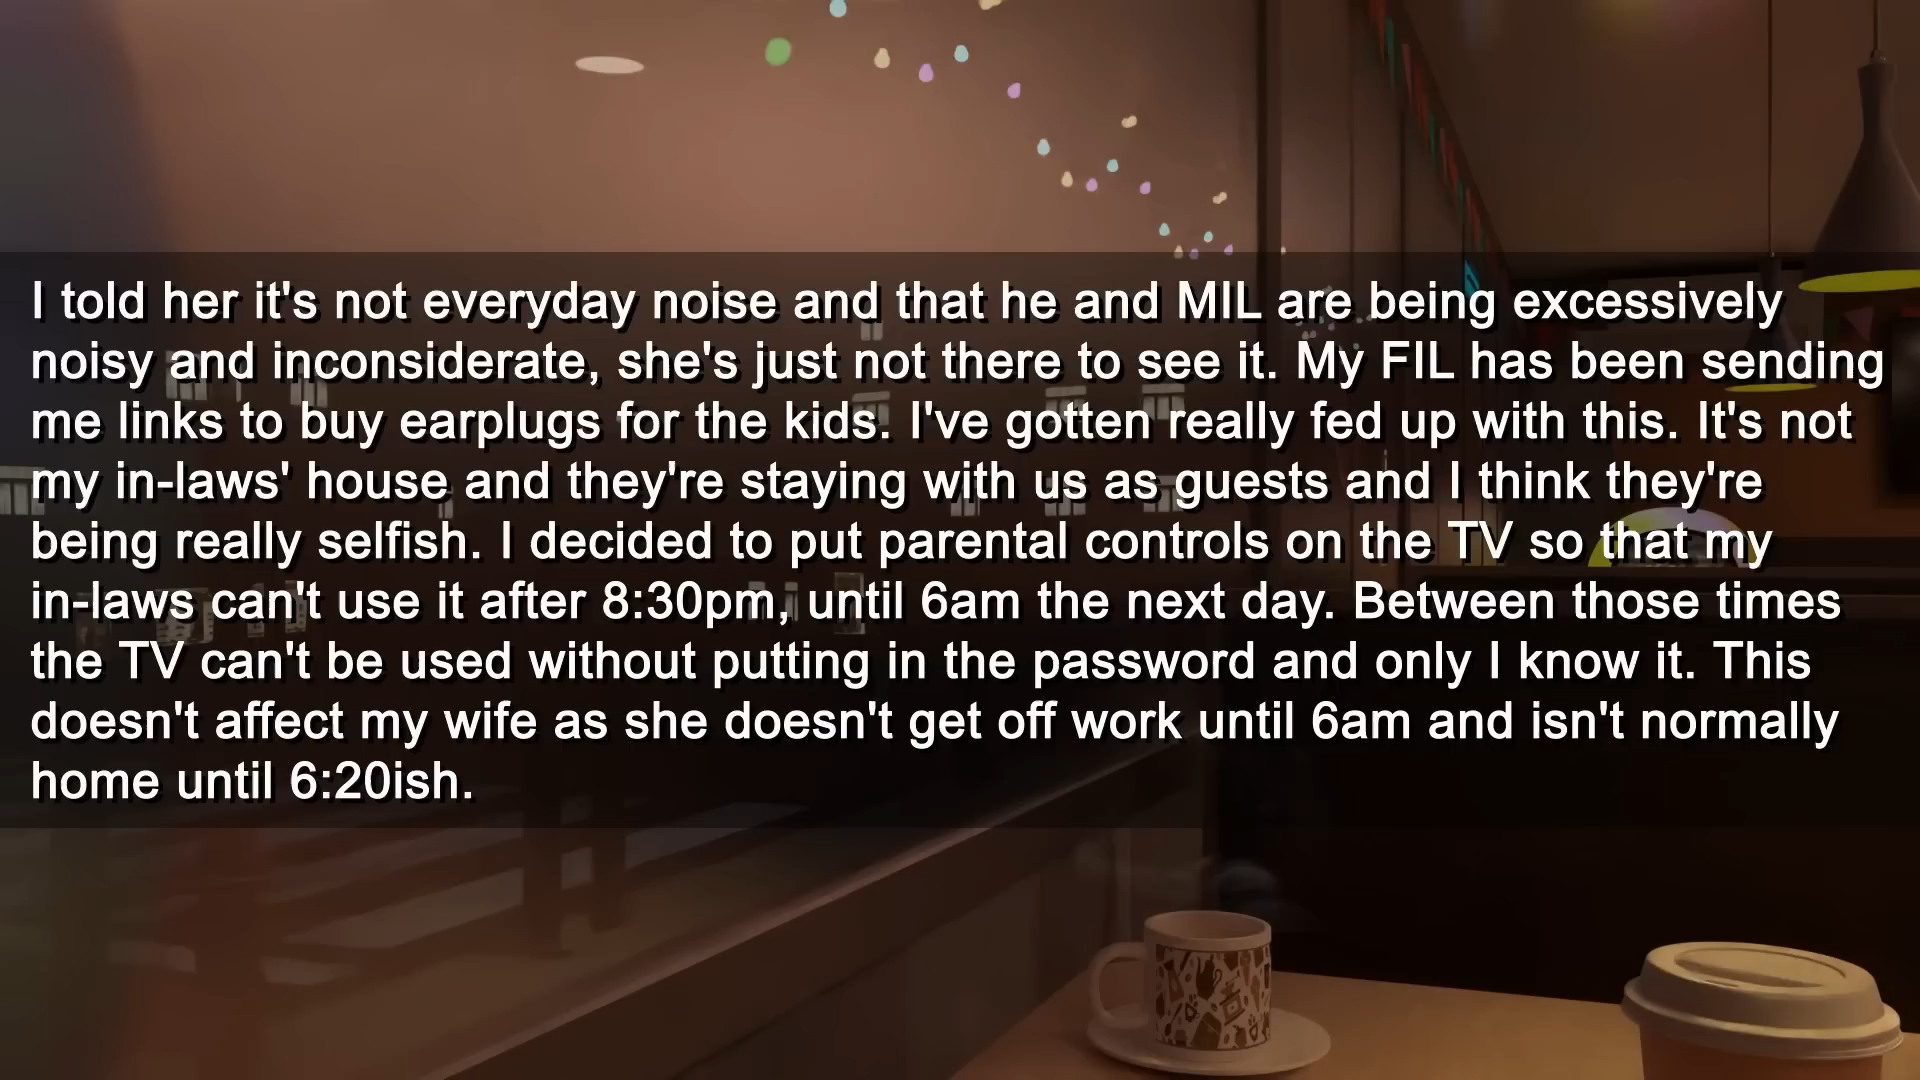 I told her it's not everyday noise and that he and MIL are being excessively
noisy and inconsiderate, she's just not there to see it. My FIL has been sending
me links to buy earplugs for the kids. I've gotten really fed up with this. It's not
my in-laws' house and they're staying with us as guests and I think they're
being really selfish. I decided to put parental controls on the TV so that my
in-laws can't use it after 8:30pm, until 6am the next day. Between those times
the TV can't be used without putting in the password and only I know it. This
doesn't affect my wife as she doesn't get off work until 6am and isn't normally
home until 6:20ish.